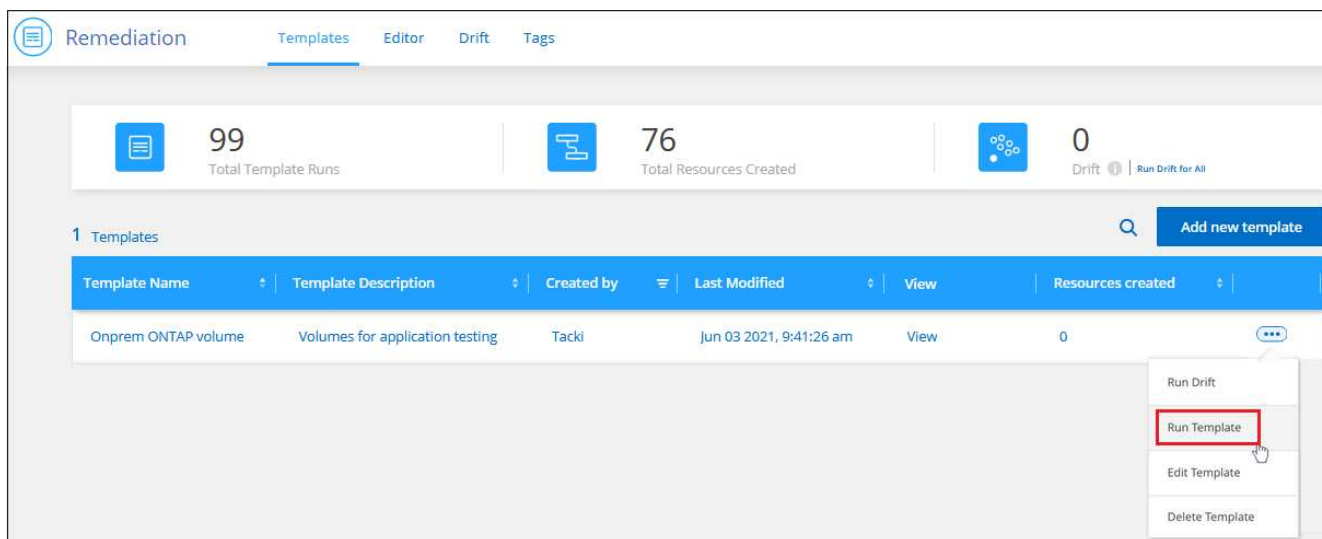 Remediation Templates Editor Drift Tags
99 76 0
Total Template Runs Total Resources Created Drift Run Drift for All
1 Templates Add new template
Template Name Template Description Created by Last Modified View Resources created
Onprem ONTAP volume Volumes for application testing Tacki Jun 03 2021, 9:41:26 am View 0
Run Drift
Run Template
Edit Template
Delete Template